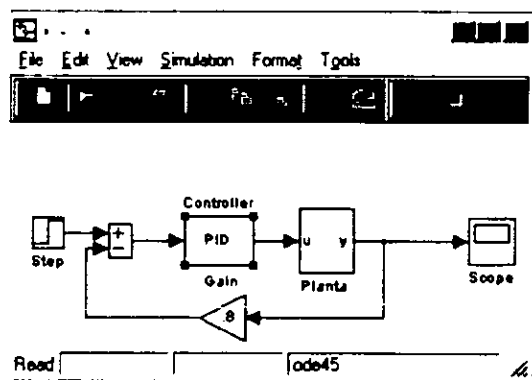 File Edit View Simulation Format Tools
Controller
+
−
PID
u y
Step
Gain
Planta
Scope
.8
Read
ode45